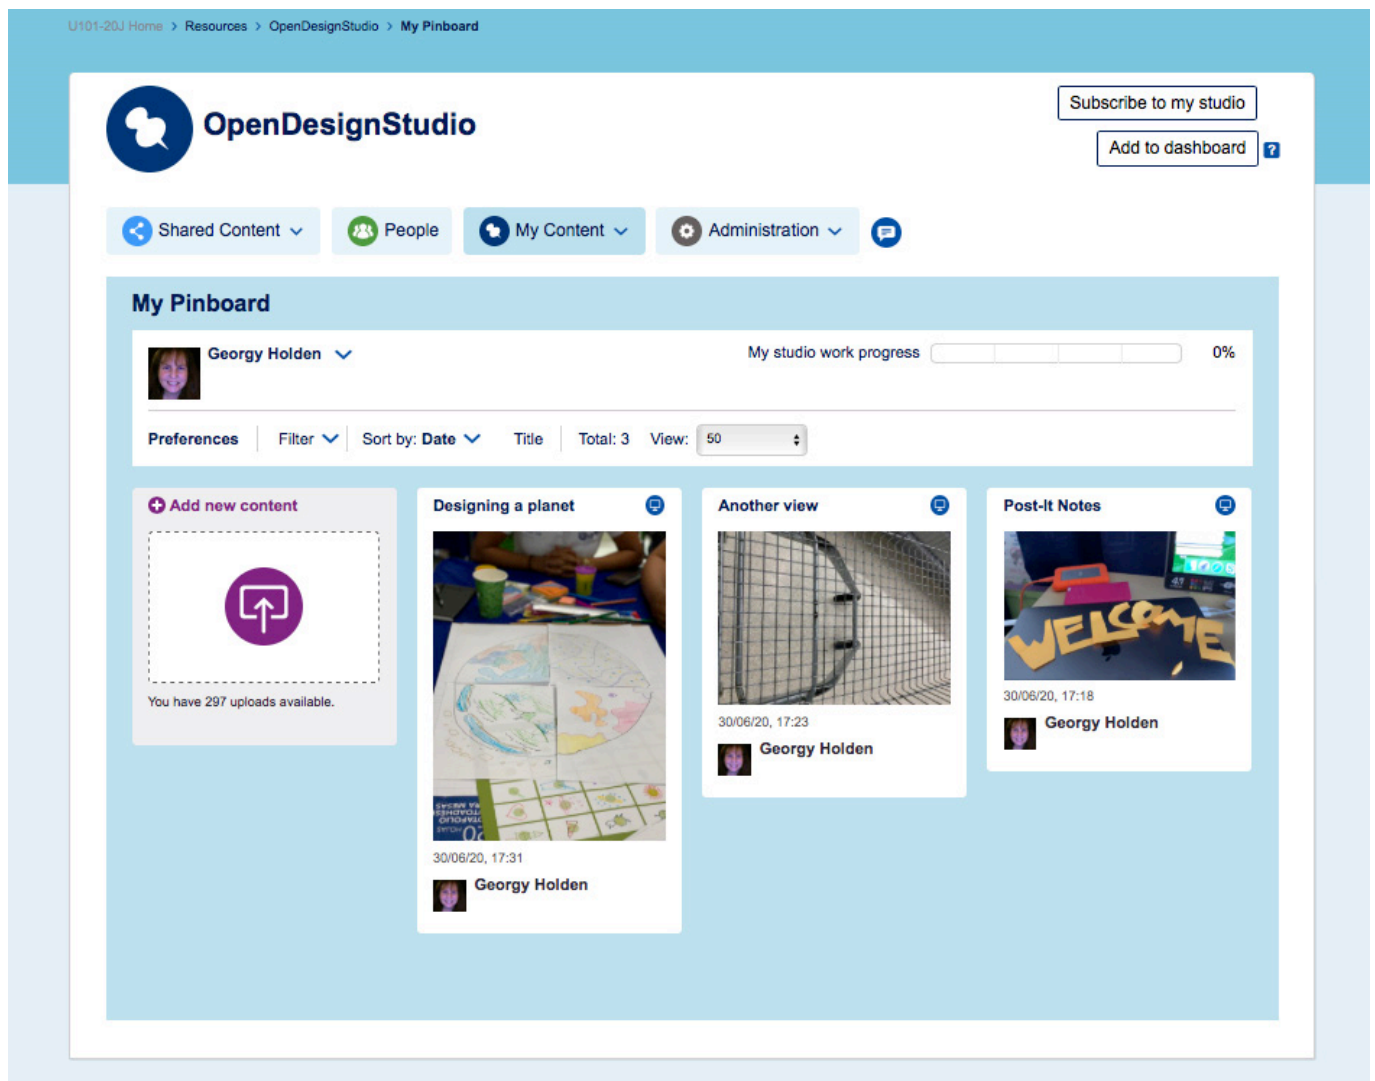 U101-20J Home > Resources > OpenDesignStudio > My Pinboard
OpenDesignStudio
Subscribe to my studio
Add to dashboard ?
Shared Content
People
My Content
Administration
My Pinboard
Georgy Holden
My studio work progress 0%
Preferences Filter Sort by: Date Title Total: 3 View: 50
Add new content
You have 297 uploads available.
Designing a planet
30/06/20, 17:31
Georgy Holden
Another view
30/06/20, 17:23
Georgy Holden
Post-It Notes
WELCOME
30/06/20, 17:18
Georgy Holden